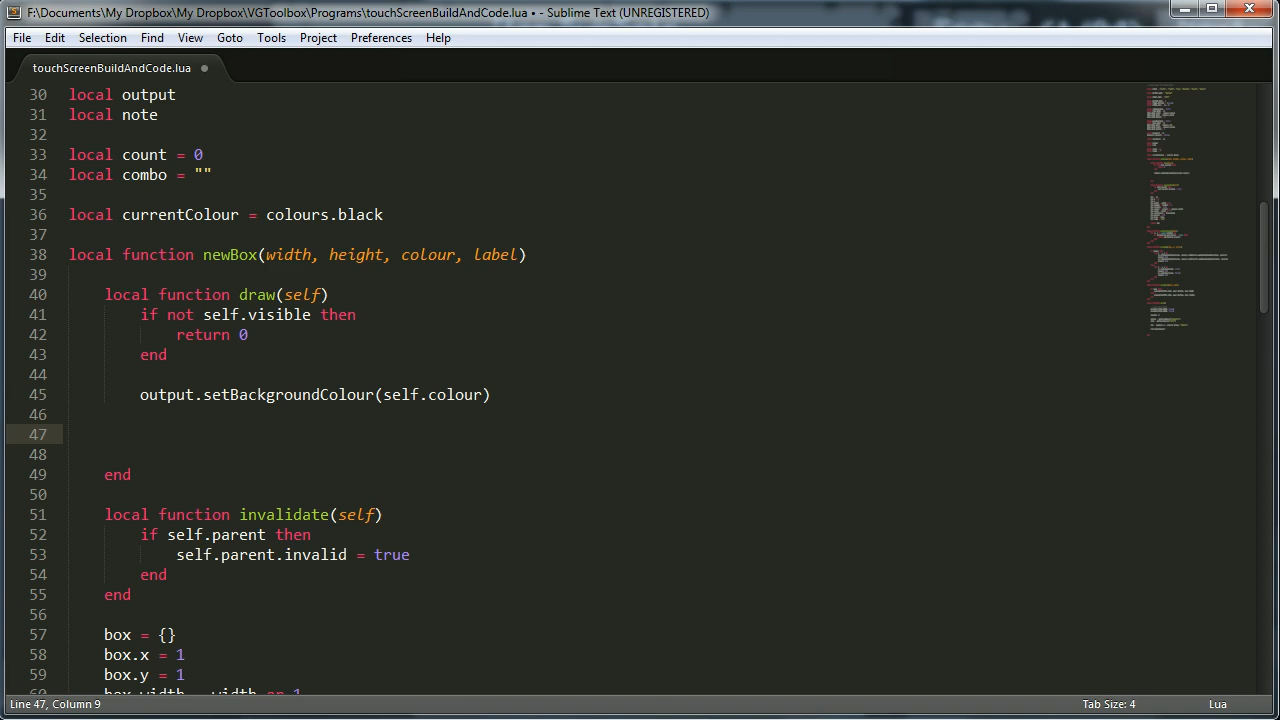 F:\Documents\My Dropbox\My Dropbox\VGToolbox\Programs\touchScreenBuildAndCode.lua • - Sublime Text (UNREGISTERED)
File Edit Selection Find View Goto Tools Project Preferences Help
touchScreenBuildAndCode.lua
30 local output
31 local note
32
33 local count = 0
34 local combo = ""
35
36 local currentColour = colours.black
37
38 local function newBox(width, height, colour, label)
39
40 local function draw(self)
41 if not self.visible then
42 return 0
43 end
44
45 output.setBackgroundColour(self.colour)
46
47
48
49 end
50
51 local function invalidate(self)
52 if self.parent then
53 self.parent.invalid = true
54 end
55 end
56
57 box = {}
58 box.x = 1
59 box.y = 1
60 box.width = width or 1
Line 47, Column 9 Tab Size: 4 Lua